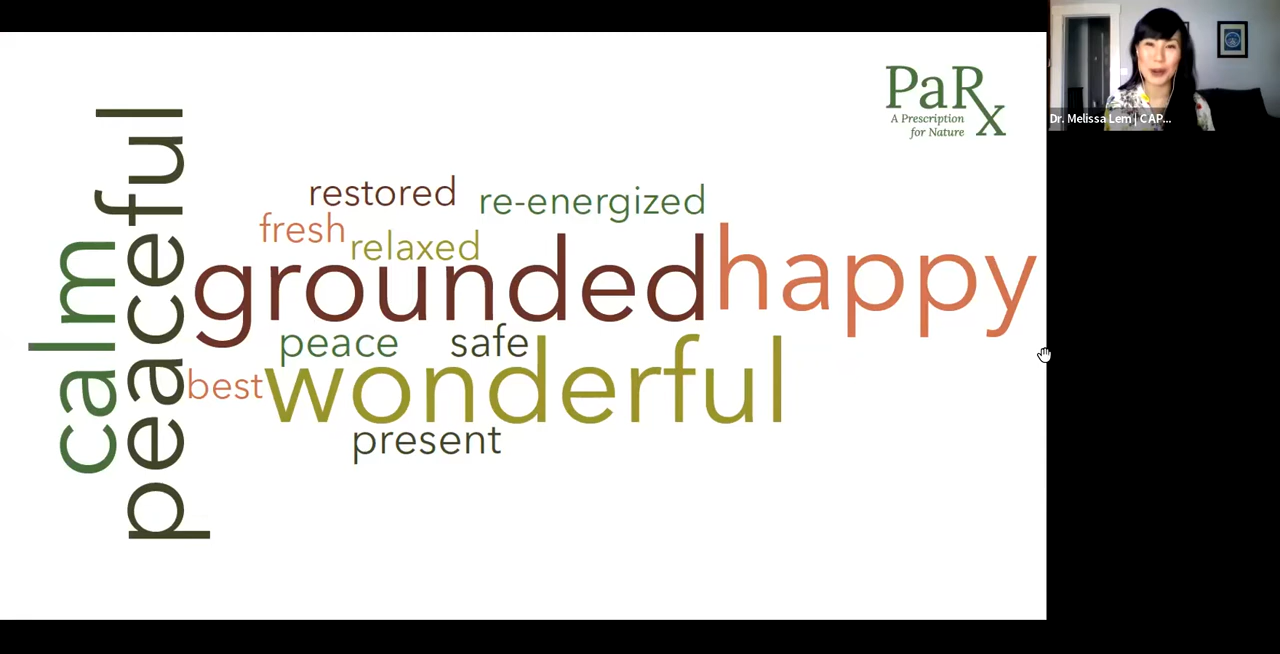 PaRx
A Prescription
for Nature
Dr. Melissa Lem | CAP...
calm
peaceful
restored
re-energized
fresh
relaxed
grounded
happy
peace
safe
best
wonderful
present